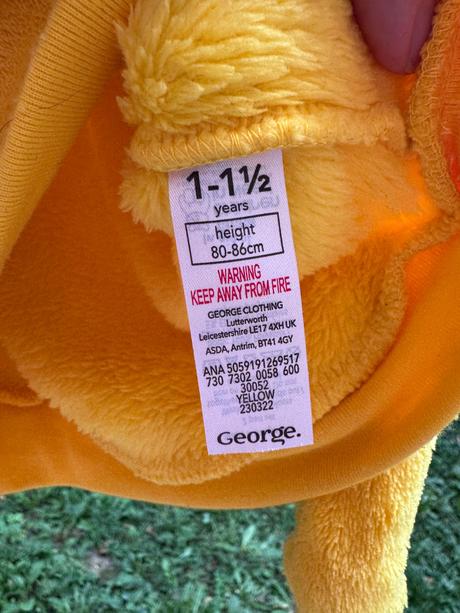 1-1½
years
height
80-86cm
WARNING
KEEP AWAY FROM FIRE
GEORGE CLOTHING
Lutterworth
Leicestershire LE17 4XH UK
ASDA, Antrim, BT41 4GY
ANA 5059191269517
730 7302 0058 600
30052
YELLOW
230322
George.